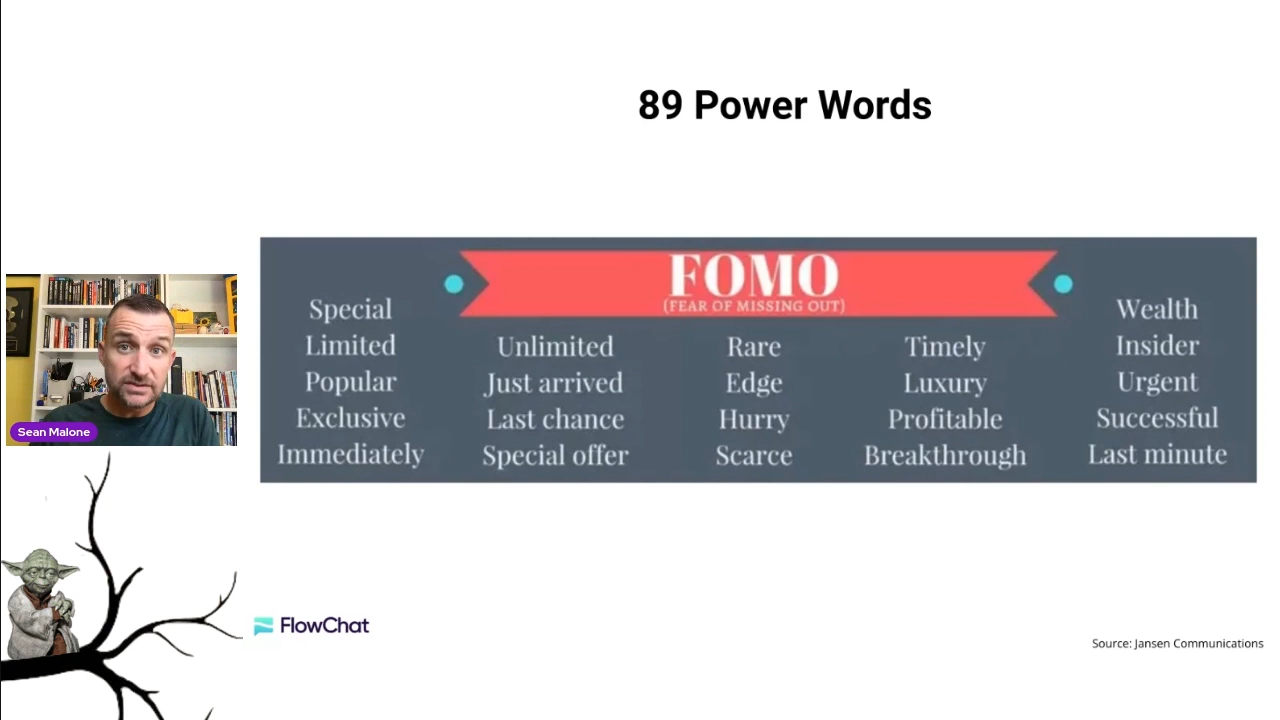 89 Power Words
FOMO
(FEAR OF MISSING OUT)
Special
Limited
Popular
Exclusive
Immediately
Unlimited
Just arrived
Last chance
Special offer
Rare
Edge
Hurry
Scarce
Timely
Luxury
Profitable
Breakthrough
Wealth
Insider
Urgent
Successful
Last minute
Sean Malone
FlowChat
Source: Jansen Communications